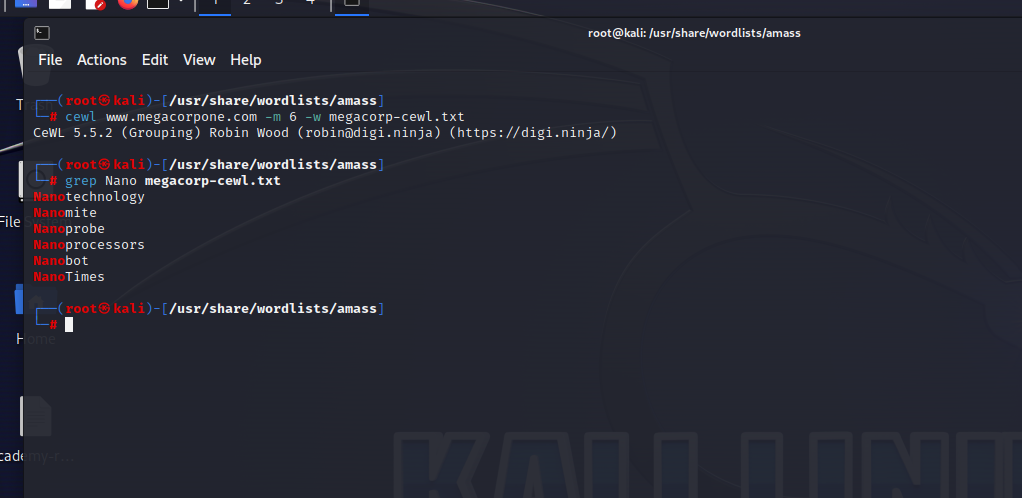 1 2 3 4
root@kali: /usr/share/wordlists/amass
File Actions Edit View Help
┌──(root㉿kali)-[/usr/share/wordlists/amass]
└─# cewl www.megacorpone.com -m 6 -w megacorp-cewl.txt
CeWL 5.5.2 (Grouping) Robin Wood (robin@digi.ninja) (https://digi.ninja/)
┌──(root㉿kali)-[/usr/share/wordlists/amass]
└─# grep Nano megacorp-cewl.txt
Nanotechnology
Nanomite
Nanoprobe
Nanoprocessors
Nanobot
NanoTimes
┌──(root㉿kali)-[/usr/share/wordlists/amass]
└─#
File System
Home